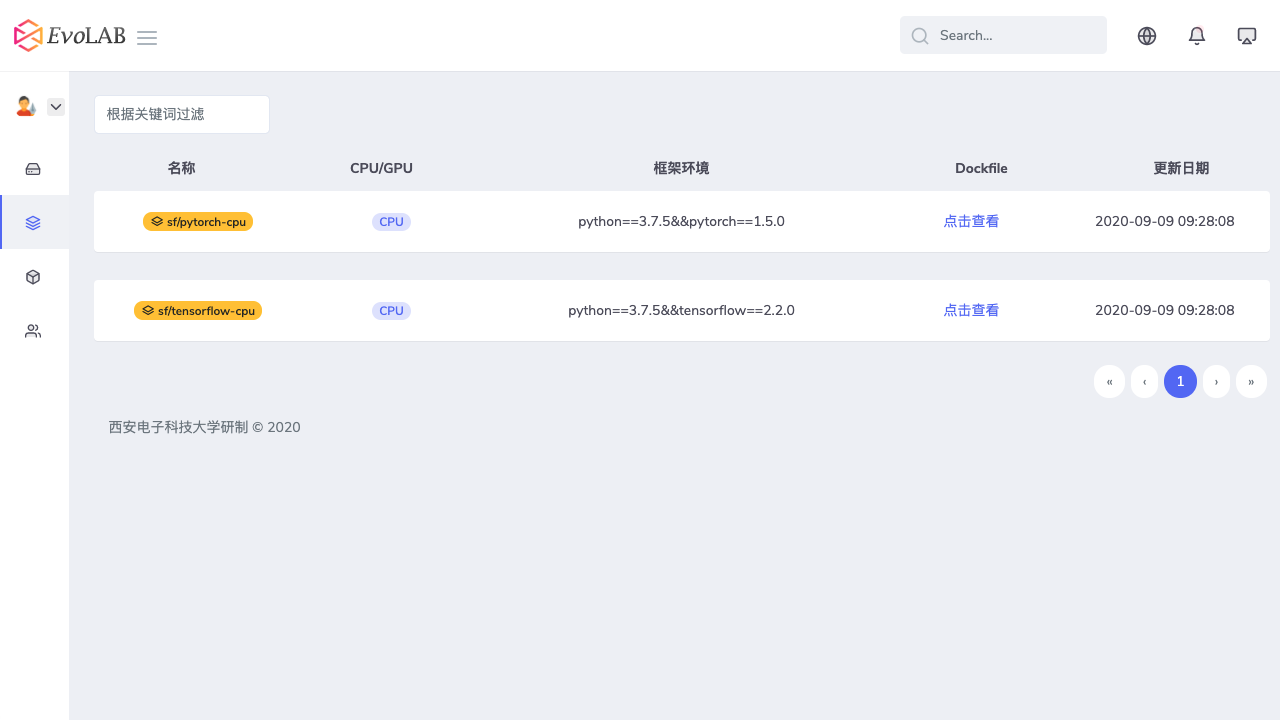 EvoLAB
Search...
根据关键词过滤
名称 CPU/GPU 框架环境 Dockfile 更新日期
sf/pytorch-cpu CPU python==3.7.5&&pytorch==1.5.0 点击查看 2020-09-09 09:28:08
sf/tensorflow-cpu CPU python==3.7.5&&tensorflow==2.2.0 点击查看 2020-09-09 09:28:08
« ‹ 1 › »
西安电子科技大学研制 © 2020